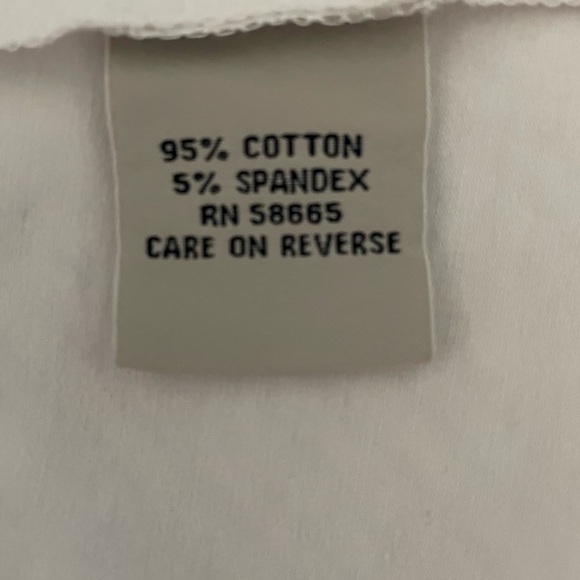 95% COTTON
5% SPANDEX
RN 58665
CARE ON REVERSE